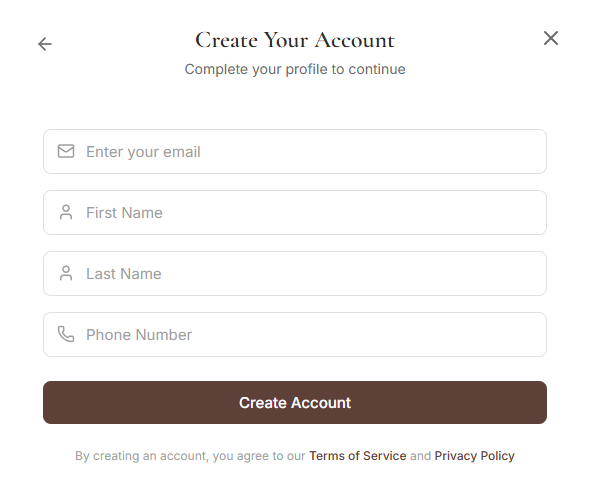 Create Your Account
Complete your profile to continue
Enter your email
First Name
Last Name
Phone Number
Create Account
By creating an account, you agree to our Terms of Service and Privacy Policy